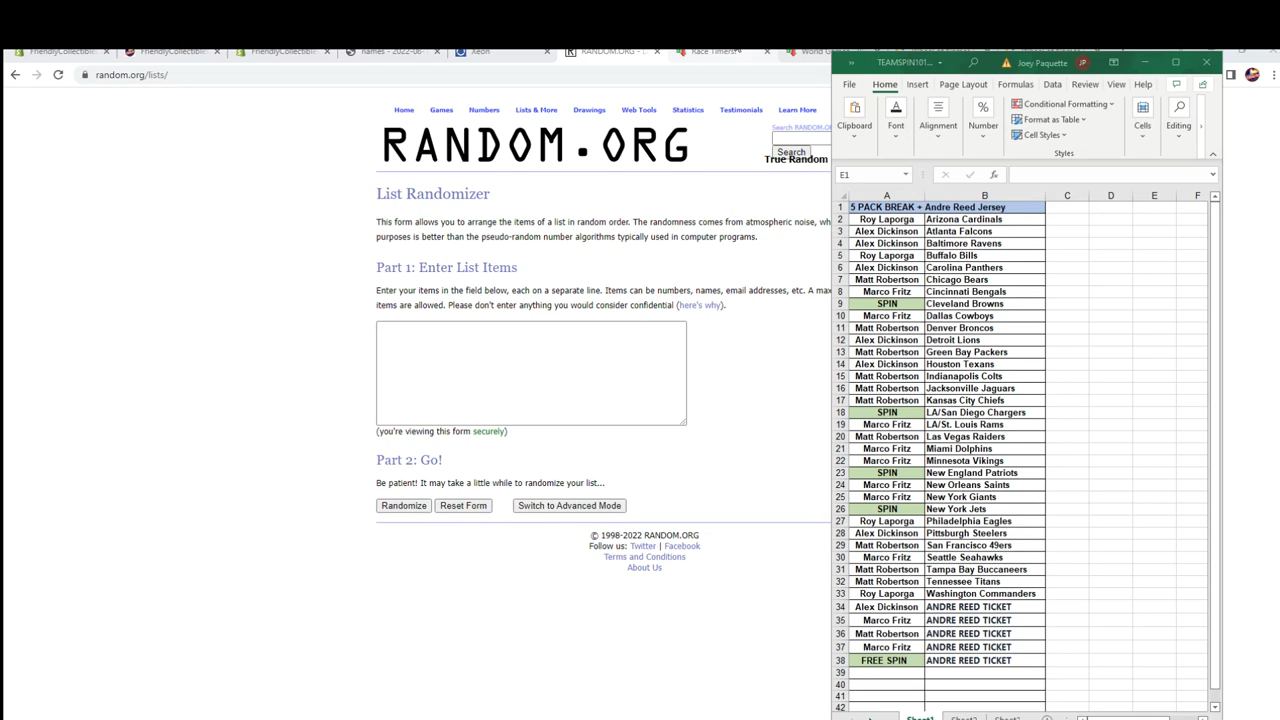 FriendlyCollectible
FriendlyCollectible
FriendlyCollectible
names - 2022-06-
Xeon
RANDOM.ORG -
Race Timers
World G
random.org/lists/
Home Games Numbers Lists & More Drawings Web Tools Statistics Testimonials Learn More
Search RANDOM.OR
RANDOM.ORG
Search
True Random
List Randomizer
This form allows you to arrange the items of a list in random order. The randomness comes from atmospheric noise, wh
purposes is better than the pseudo-random number algorithms typically used in computer programs.
Part 1: Enter List Items
Enter your items in the field below, each on a separate line. Items can be numbers, names, email addresses, etc. A max
items are allowed. Please don't enter anything you would consider confidential (here's why).
(you're viewing this form securely)
Part 2: Go!
Be patient! It may take a little while to randomize your list...
Randomize Reset Form Switch to Advanced Mode
© 1998-2022 RANDOM.ORG
Follow us: Twitter | Facebook
Terms and Conditions
About Us
TEAMSPIN101... Joey Paquette JP
File Home Insert Page Layout Formulas Data Review View Help
Clipboard Font Alignment Number Conditional Formatting Format as Table Cell Styles Cells Editing
Styles
E1
A B C D E F
1 5 PACK BREAK + Andre Reed Jersey
2 Roy Laporga Arizona Cardinals
3 Alex Dickinson Atlanta Falcons
4 Alex Dickinson Baltimore Ravens
5 Roy Laporga Buffalo Bills
6 Alex Dickinson Carolina Panthers
7 Matt Robertson Chicago Bears
8 Marco Fritz Cincinnati Bengals
9 SPIN Cleveland Browns
10 Marco Fritz Dallas Cowboys
11 Matt Robertson Denver Broncos
12 Alex Dickinson Detroit Lions
13 Matt Robertson Green Bay Packers
14 Alex Dickinson Houston Texans
15 Matt Robertson Indianapolis Colts
16 Matt Robertson Jacksonville Jaguars
17 Matt Robertson Kansas City Chiefs
18 SPIN LA/San Diego Chargers
19 Marco Fritz LA/St. Louis Rams
20 Matt Robertson Las Vegas Raiders
21 Marco Fritz Miami Dolphins
22 Marco Fritz Minnesota Vikings
23 SPIN New England Patriots
24 Marco Fritz New Orleans Saints
25 Marco Fritz New York Giants
26 SPIN New York Jets
27 Roy Laporga Philadelphia Eagles
28 Alex Dickinson Pittsburgh Steelers
29 Matt Robertson San Francisco 49ers
30 Marco Fritz Seattle Seahawks
31 Matt Robertson Tampa Bay Buccaneers
32 Matt Robertson Tennessee Titans
33 Roy Laporga Washington Commanders
34 Alex Dickinson ANDRE REED TICKET
35 Marco Fritz ANDRE REED TICKET
36 Matt Robertson ANDRE REED TICKET
37 Marco Fritz ANDRE REED TICKET
38 FREE SPIN ANDRE REED TICKET
39
40
41
42
Sheet1 Sheet2